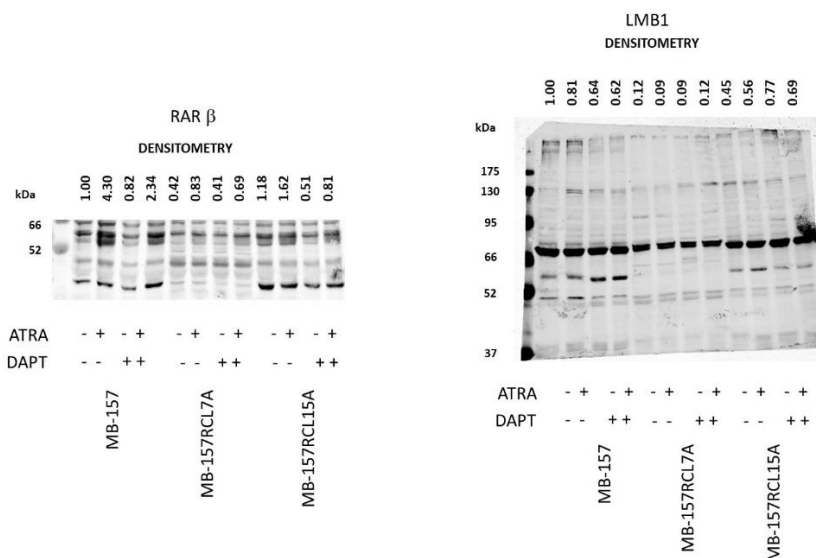 RAR β
DENSITOMETRY
kDa
1.00 4.30 0.82 2.34 0.42 0.83 0.41 0.69 1.18 1.62 0.51 0.81
66
52
ATRA - + - + - + - + - + - +
DAPT - - + + - - + + - - + +
MB-157
MB-157RCL7A
MB-157RCL15A
LMB1
DENSITOMETRY
1.00 0.81 0.64 0.62 0.12 0.09 0.09 0.12 0.45 0.56 0.77 0.69
kDa
175
130
95
66
52
37
ATRA - + - + - + - + - + - +
DAPT - - + + - - + + - - + +
MB-157
MB-157RCL7A
MB-157RCL15A